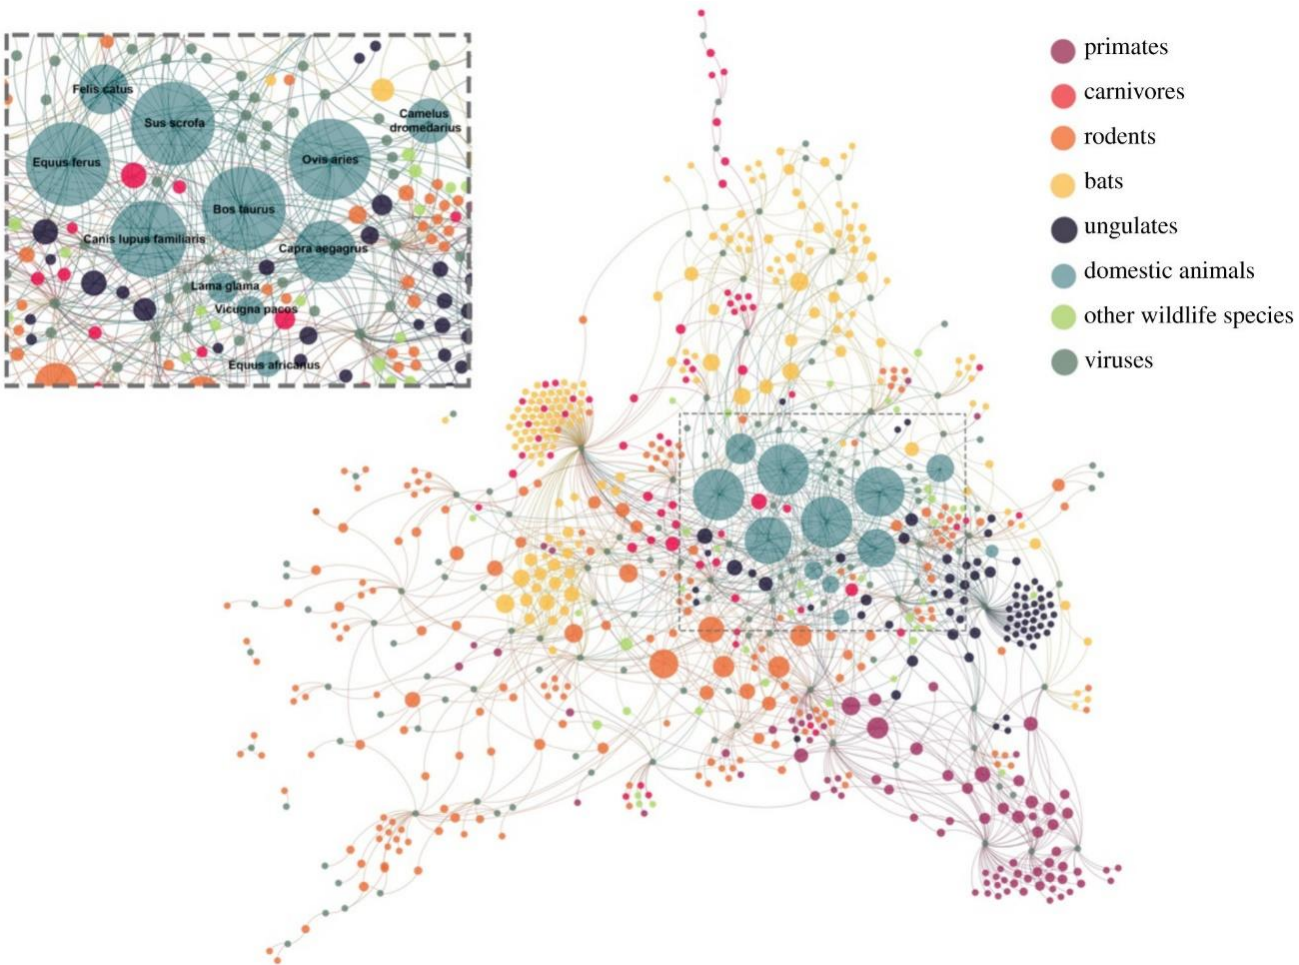 Felis catus
Sus scrofa
Camelus
dromedarius
Equus ferus
Ovis aries
Bos taurus
Canis lupus familiaris
Capra aegagrus
Lama glama
Vicugna pacos
Equus africanus
primates
carnivores
rodents
bats
ungulates
domestic animals
other wildlife species
viruses